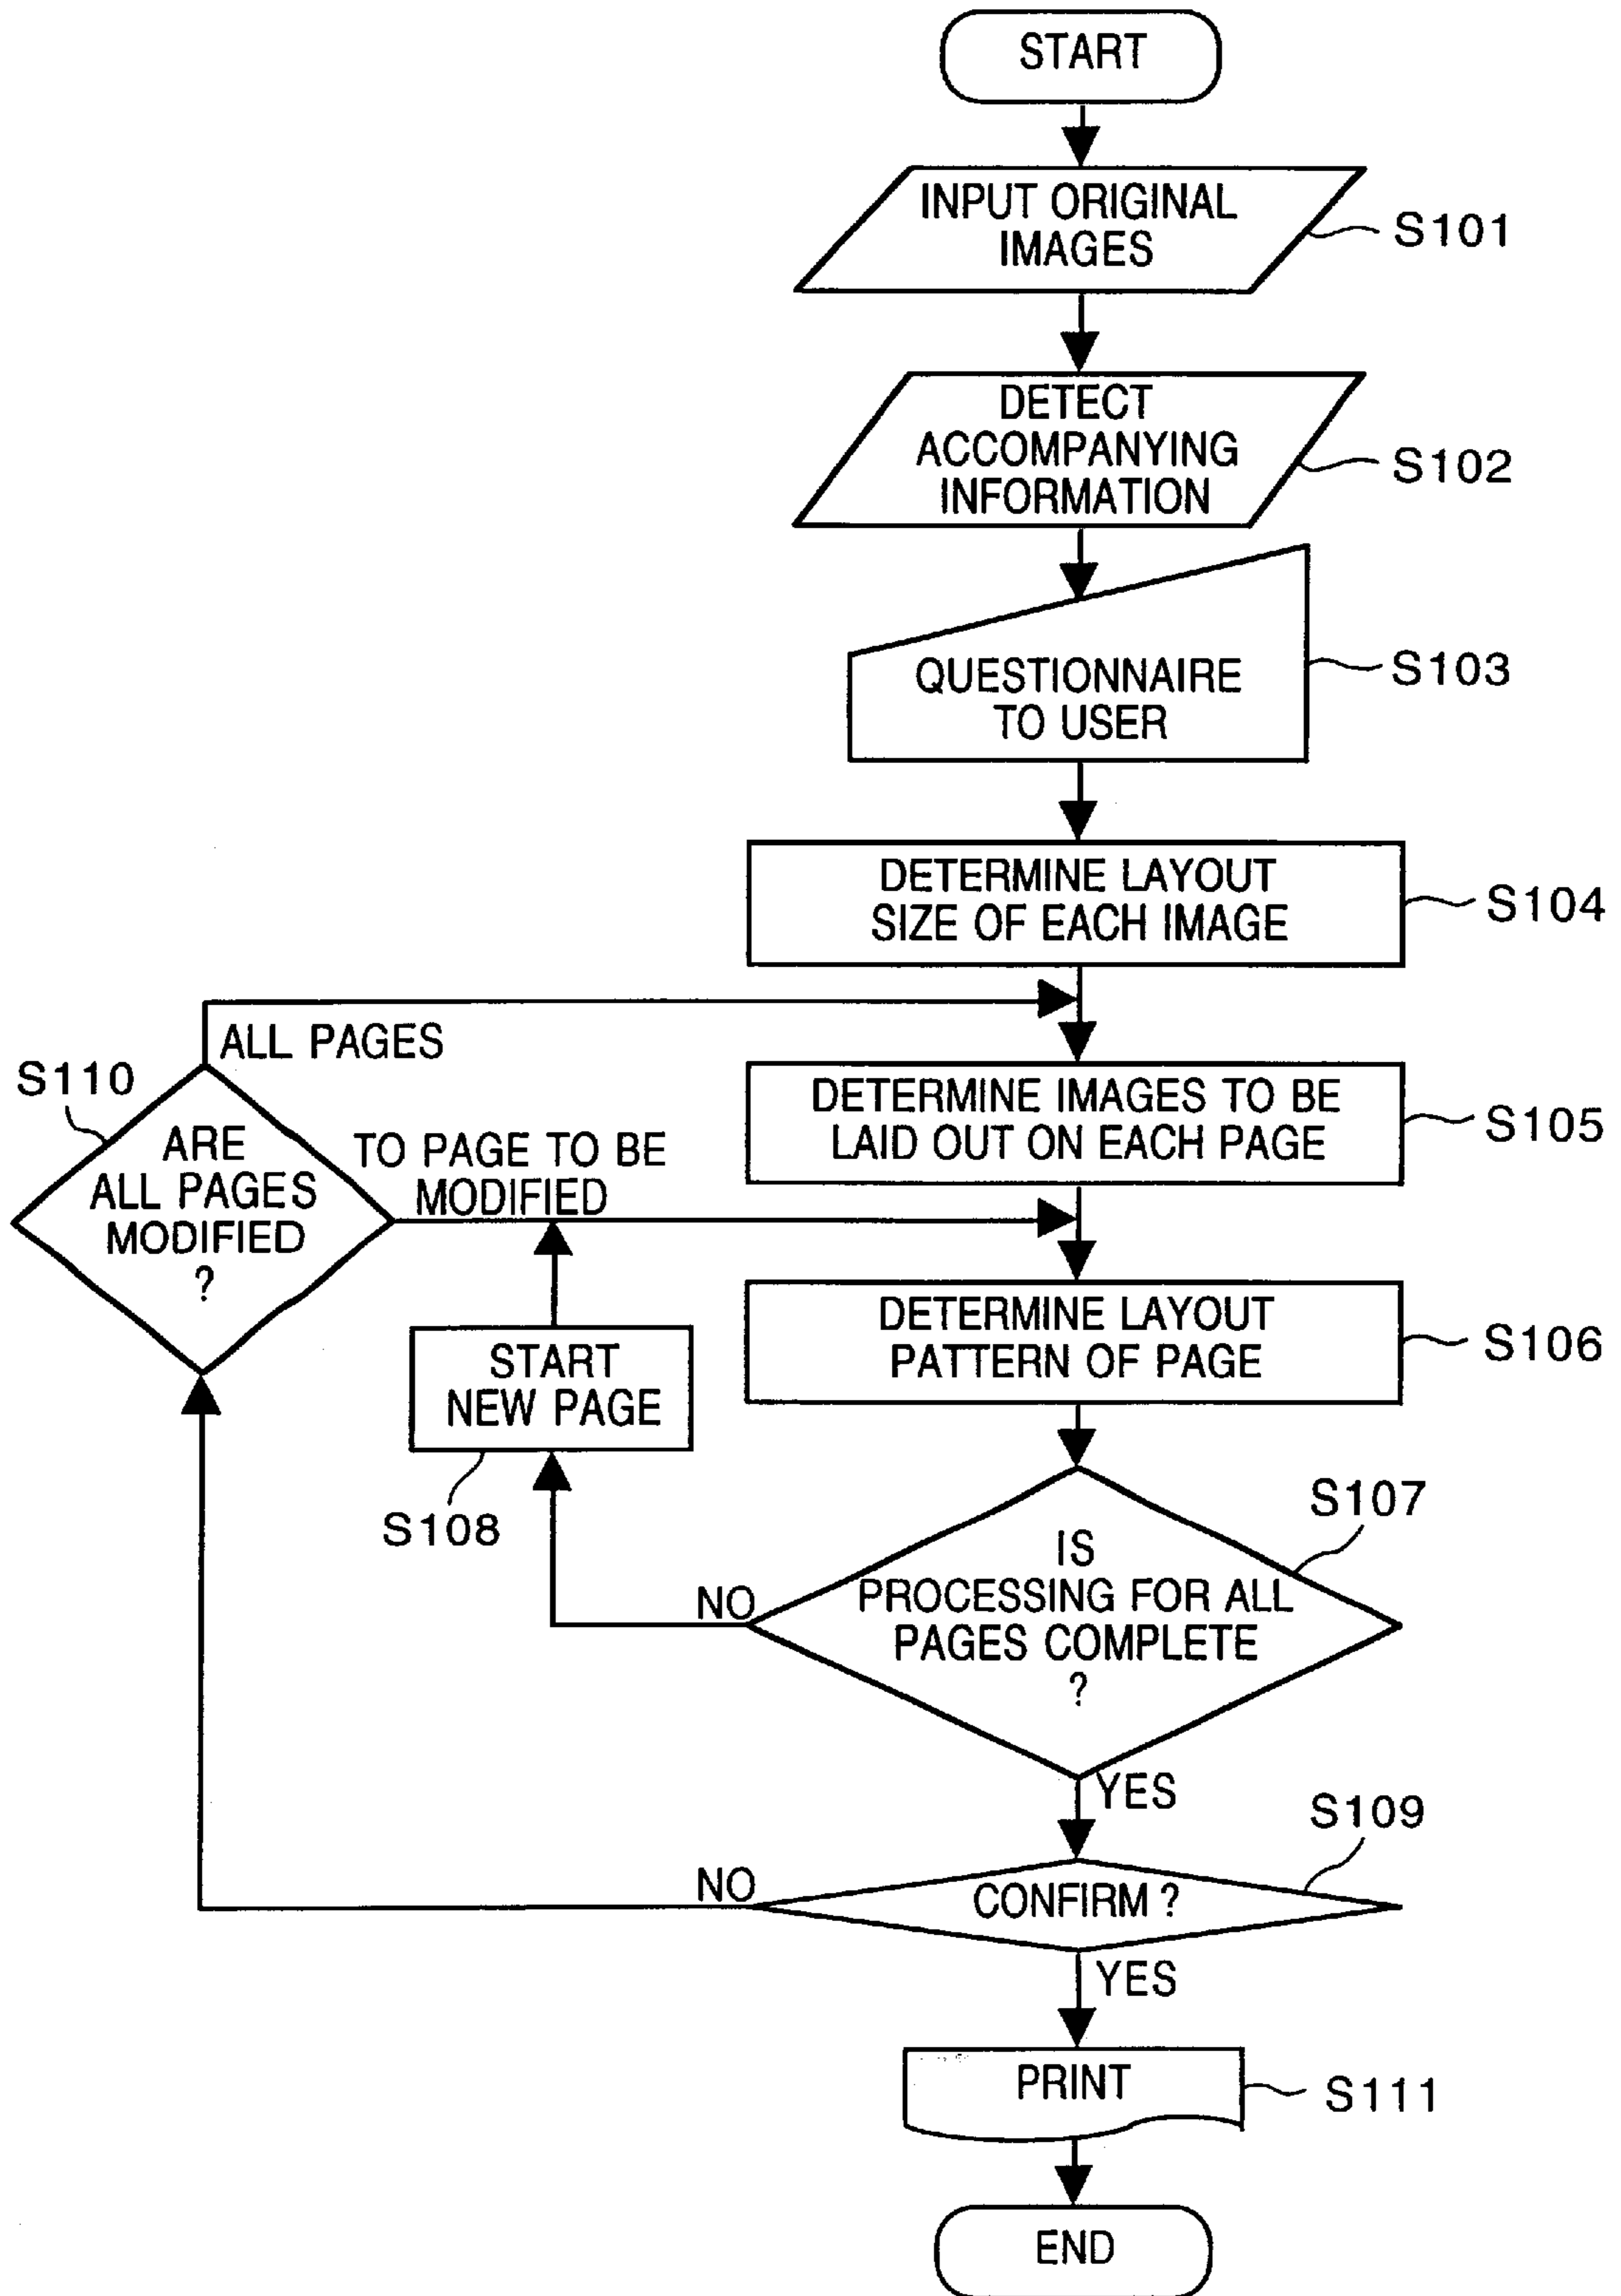 START
INPUT ORIGINAL
IMAGES
S101
DETECT
ACCOMPANYING
INFORMATION
S102
QUESTIONNAIRE
TO USER
S103
DETERMINE LAYOUT
SIZE OF EACH IMAGE
S104
ALL PAGES
S110
ARE
ALL PAGES
MODIFIED
?
TO PAGE TO BE
MODIFIED
DETERMINE IMAGES TO BE
LAID OUT ON EACH PAGE
S105
DETERMINE LAYOUT
PATTERN OF PAGE
S106
START
NEW PAGE
S108
S107
IS
PROCESSING FOR ALL
PAGES COMPLETE
?
NO
YES
S109
CONFIRM ?
NO
YES
PRINT
S111
END